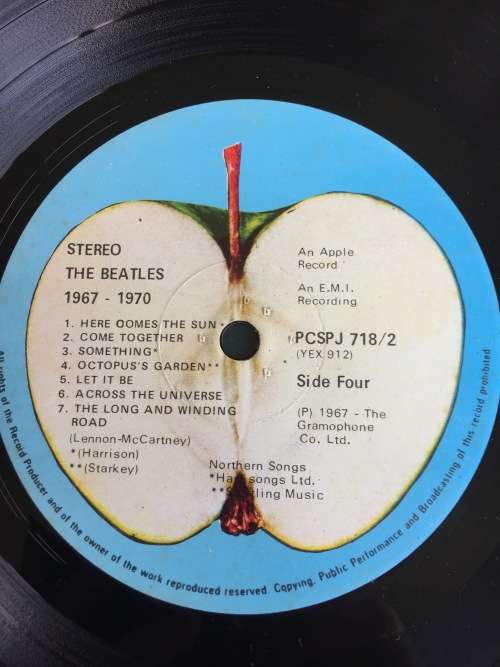 STEREO
THE BEATLES
1967 - 1970
1. HERE COMES THE SUN *
2. COME TOGETHER
3. SOMETHING*
4. OCTOPUS'S GARDEN**
5. LET IT BE
6. ACROSS THE UNIVERSE
7. THE LONG AND WINDING
ROAD
(Lennon-McCartney)
*(Harrison)
**(Starkey)
An Apple
Record
An E.M.I.
Recording
PCSPJ 718/2
(YEX 912)
Side Four
(P) 1967 - The
Gramophone
Co. Ltd.
Northern Songs
Ltd.
Music
All rights of the Record Producer and of the owner of the work reproduced reserved Copying, Public Performance and Broadcasting of this record prohibited